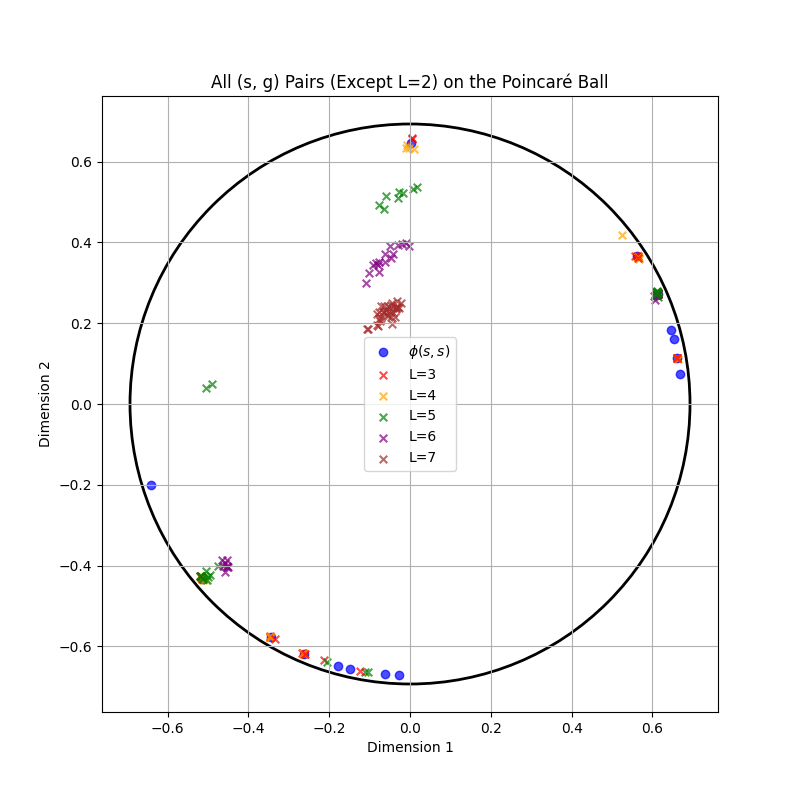 All (s, g) Pairs (Except L=2) on the Poincaré Ball
0.6
0.4
0.2
0.0
−0.2
−0.4
−0.6
Dimension 2
ϕ(s, s)
L=3
L=4
L=5
L=6
L=7
−0.6 −0.4 −0.2 0.0 0.2 0.4 0.6
Dimension 1